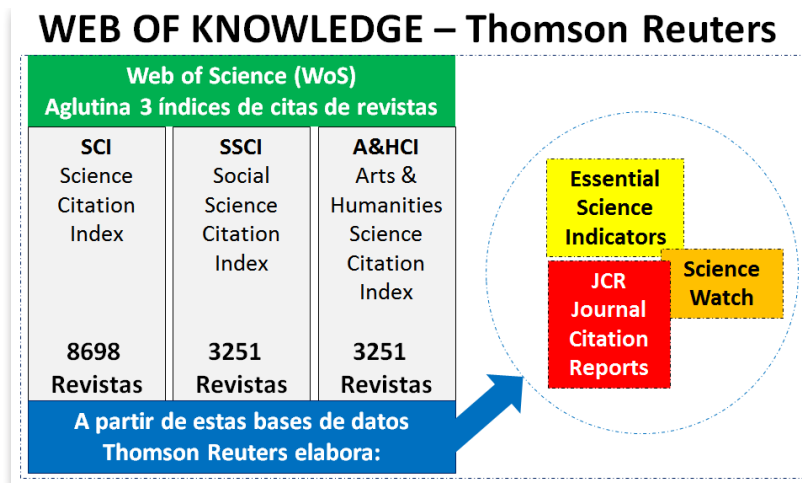 WEB OF KNOWLEDGE – Thomson Reuters
Web of Science (WoS)
Aglutina 3 índices de citas de revistas
SCI
Science
Citation
Index
8698
Revistas
SSCI
Social
Science
Citation
Index
3251
Revistas
A&HCI
Arts &
Humanities
Science
Citation
Index
3251
Revistas
A partir de estas bases de datos
Thomson Reuters elabora:
Essential
Science
Indicators
Science
Watch
JCR
Journal
Citation
Reports